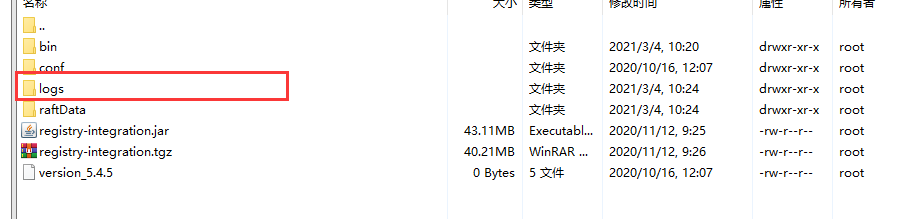 名称 大小 类型 修改时间 属性 所有者
..
bin 文件夹 2021/3/4, 10:20 drwxr-xr-x root
conf 文件夹 2020/10/16, 12:07 drwxr-xr-x root
logs 文件夹 2021/3/4, 10:24 drwxr-xr-x root
raftData 文件夹 2021/3/4, 10:24 drwxr-xr-x root
registry-integration.jar 43.11MB Executabl... 2020/11/12, 9:25 -rw-r--r-- root
registry-integration.tgz 40.21MB WinRAR ... 2020/11/12, 9:26 -rw-r--r-- root
version_5.4.5 0 Bytes 5 文件 2020/10/16, 12:07 -rw-r--r-- root